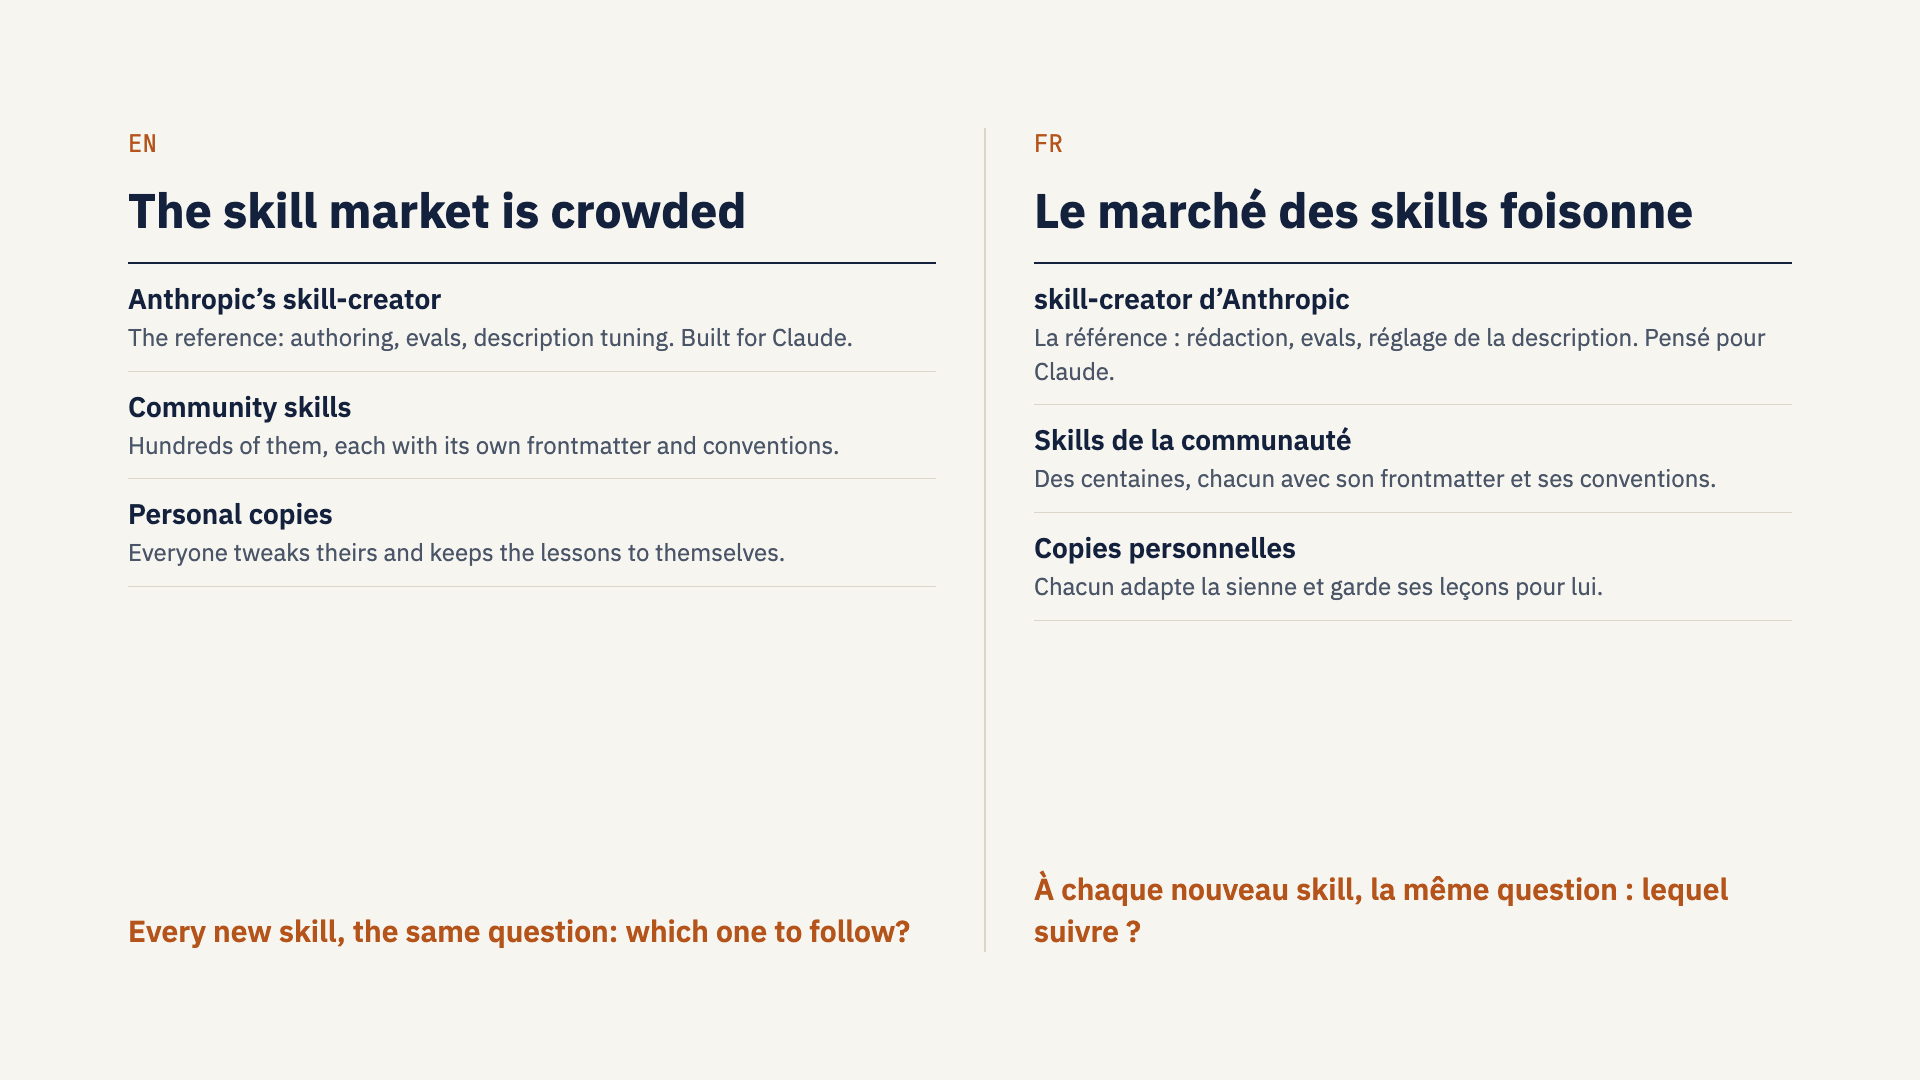 EN
The skill market is crowded
Anthropic’s skill-creator
The reference: authoring, evals, description tuning. Built for Claude.
Community skills
Hundreds of them, each with its own frontmatter and conventions.
Personal copies
Everyone tweaks theirs and keeps the lessons to themselves.
Every new skill, the same question: which one to follow?
FR
Le marché des skills foisonne
skill-creator d’Anthropic
La référence : rédaction, evals, réglage de la description. Pensé pour
Claude.
Skills de la communauté
Des centaines, chacun avec son frontmatter et ses conventions.
Copies personnelles
Chacun adapte la sienne et garde ses leçons pour lui.
À chaque nouveau skill, la même question : lequel
suivre ?